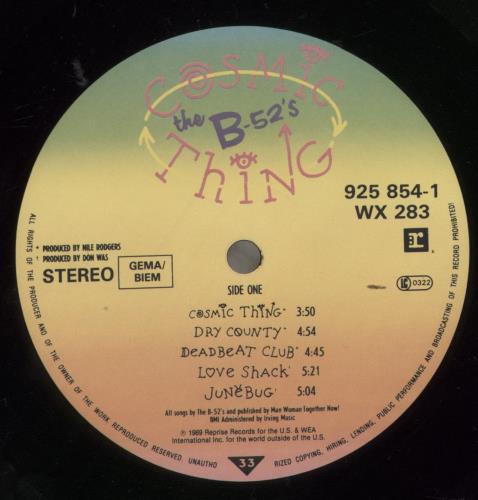 COSMIC
the B-52's
THING
925 854-1
WX 283
r
* PRODUCED BY NILE RODGERS
• PRODUCED BY DON WAS
STEREO
GEMA/
BIEM
LC 0322
SIDE ONE
COSMIC THING* 3:50
DRY COUNTY* 4:54
DEADBEAT CLUB• 4:45
LOVE SHACK• 5:21
JUNEBUG• 5:04
All songs by The B-52's and published by Man Woman Together Now!
BMI Administered by Irving Music
℗ 1989 Reprise Records for the U.S. & WEA
International Inc. for the world outside of the U.S.
33
ALL RIGHTS OF THE PRODUCER AND OF THE OWNER OF THE WORK REPRODUCED RESERVED UNAUTHO RIZED COPYING, HIRING, LENDING, PUBLIC PERFORMANCE AND BROADCASTING OF THIS RECORD PROHIBITED!